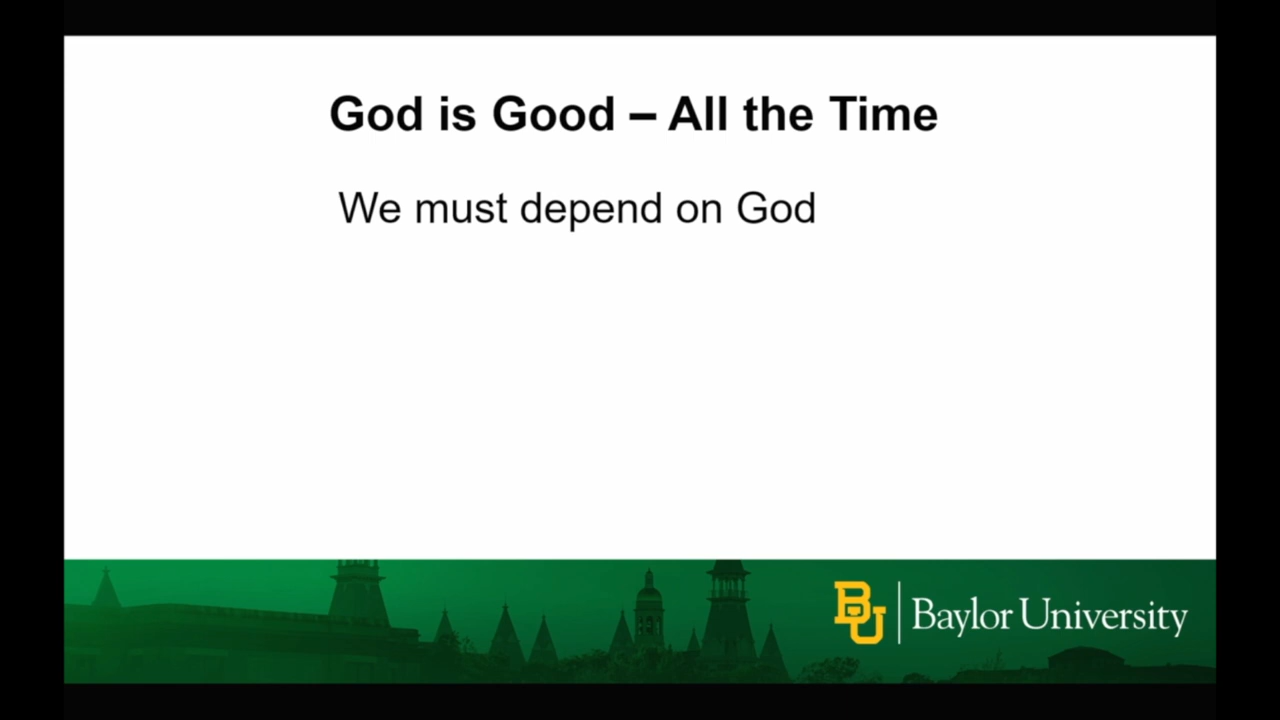 God is Good – All the Time
We must depend on God
BU Baylor University